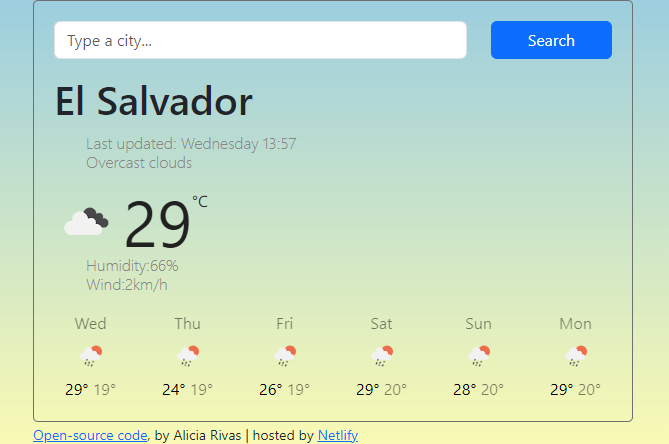 Type a city...
Search
El Salvador
Last updated: Wednesday 13:57
Overcast clouds
29°C
Humidity:66%
Wind:2km/h
Wed Thu Fri Sat Sun Mon
29° 19° 24° 19° 26° 19° 29° 20° 28° 20° 29° 20°
Open-source code, by Alicia Rivas | hosted by Netlify